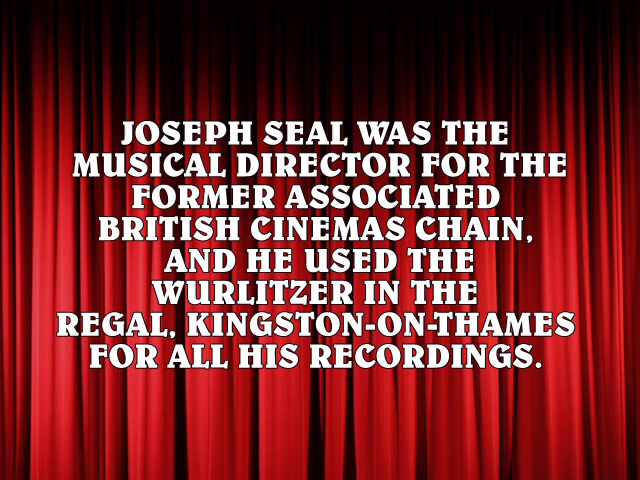 JOSEPH SEAL WAS THE
MUSICAL DIRECTOR FOR THE
FORMER ASSOCIATED
BRITISH CINEMAS CHAIN,
AND HE USED THE
WURLITZER IN THE
REGAL, KINGSTON-ON-THAMES
FOR ALL HIS RECORDINGS.